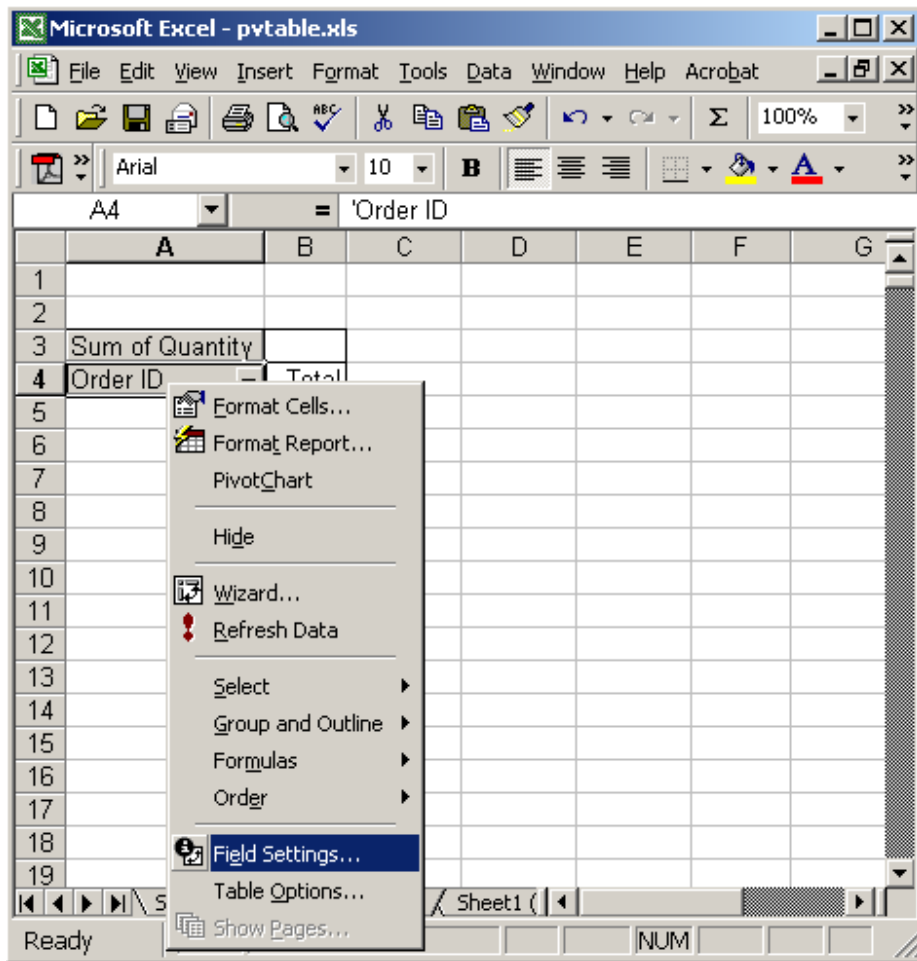 Microsoft Excel - pvtable.xls
File Edit View Insert Format Tools Data Window Help Acrobat
ABC Σ 100% »
» Arial 10 B A »
A4 = 'Order ID
A B C D E F G
1
2
3 Sum of Quantity
4 Order ID Total
5
Format Cells...
6
Format Report...
7
PivotChart
8
9
Hide
10
Wizard...
11
12
Refresh Data
13
Select
14
Group and Outline
15
Formulas
16
Order
17
18
Field Settings...
19
Table Options...
Sheet1 (
Show Pages...
Ready NUM